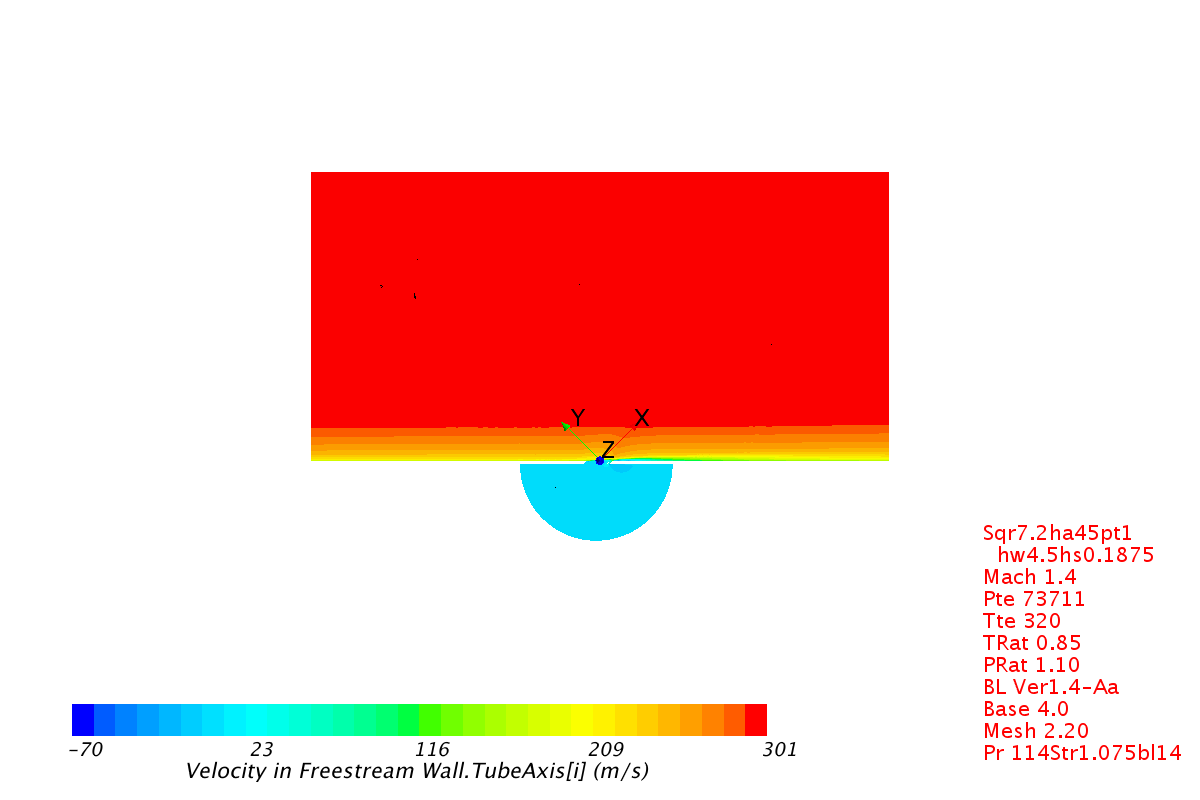 Y X
Z
Sqr7.2ha45pt1
hw4.5hs0.1875
Mach 1.4
Pte 73711
Tte 320
TRat 0.85
PRat 1.10
BL Ver1.4-Aa
Base 4.0
Mesh 2.20
Pr 114Str1.075bl14
-70 23 116 209 301
Velocity in Freestream Wall.TubeAxis[i] (m/s)